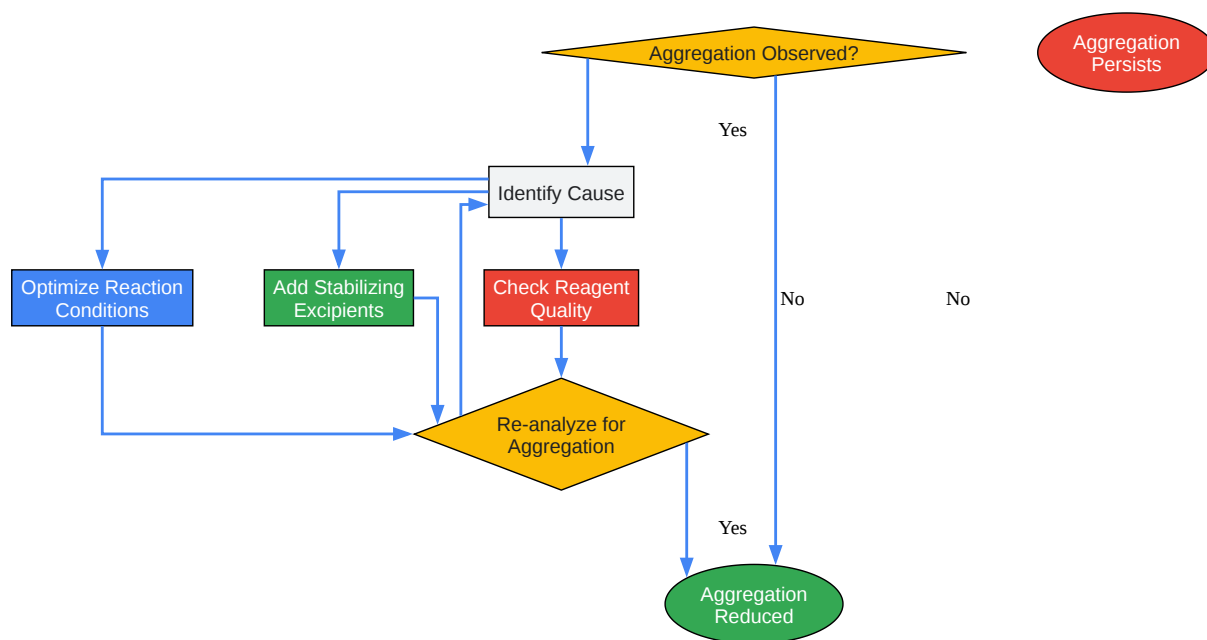 Aggregation Observed?
Aggregation
Persists
Yes
Identify Cause
Optimize Reaction
Conditions
Add Stabilizing
Excipients
Check Reagent
Quality
No
No
Re-analyze for
Aggregation
Yes
Aggregation
Reduced